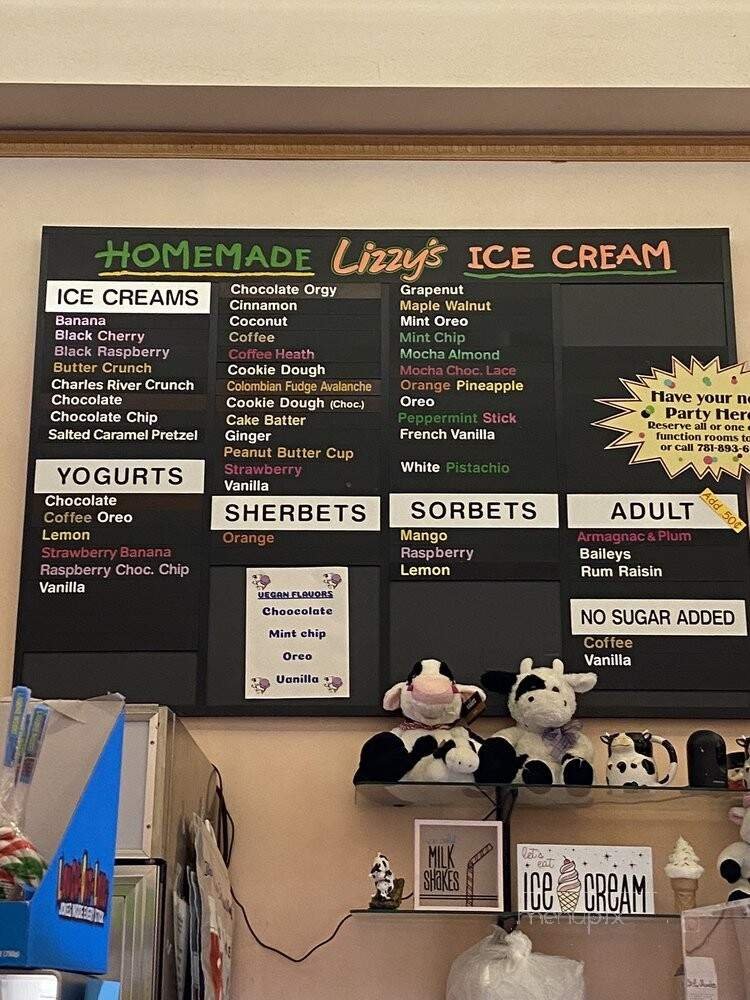 HOMEMADE Lizzy's ICE CREAM
ICE CREAMS
Banana
Black Cherry
Black Raspberry
Butter Crunch
Charles River Crunch
Chocolate
Chocolate Chip
Salted Caramel Pretzel
YOGURTS
Chocolate
Coffee Oreo
Lemon
Strawberry Banana
Raspberry Choc. Chip
Vanilla
Chocolate Orgy
Cinnamon
Coconut
Coffee
Coffee Heath
Cookie Dough
Colombian Fudge Avalanche
Cookie Dough (Choc.)
Cake Batter
Ginger
Peanut Butter Cup
Strawberry
Vanilla
SHERBETS
Orange
VEGAN FLAVORS
Choocolate
Mint chip
Oreo
Vanilla
Grapenut
Maple Walnut
Mint Oreo
Mint Chip
Mocha Almond
Mocha Choc. Lace
Orange Pineapple
Oreo
Peppermint Stick
French Vanilla
White Pistachio
SORBETS
Mango
Raspberry
Lemon
Have your
Party Here
Reserve all or one
function rooms to
or call 781-893-6
ADULT
Add 50¢
Armagnac & Plum
Baileys
Rum Raisin
NO SUGAR ADDED
Coffee
Vanilla
MILK
SHAKES
let's
eat
ICE CREAM
menupix